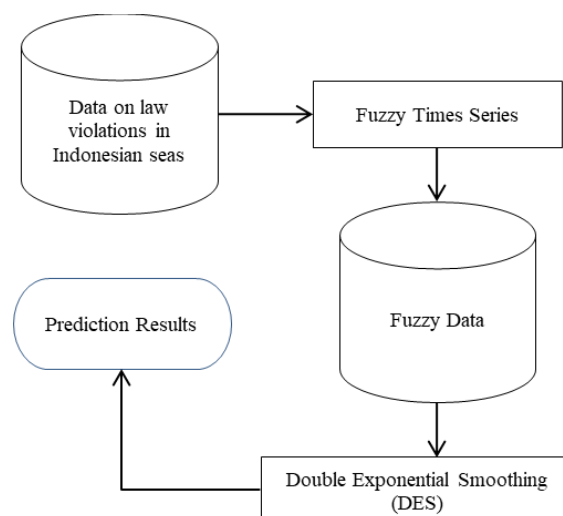 Data on law
violations in
Indonesian seas
Fuzzy Times Series
Fuzzy Data
Double Exponential Smoothing
(DES)
Prediction Results